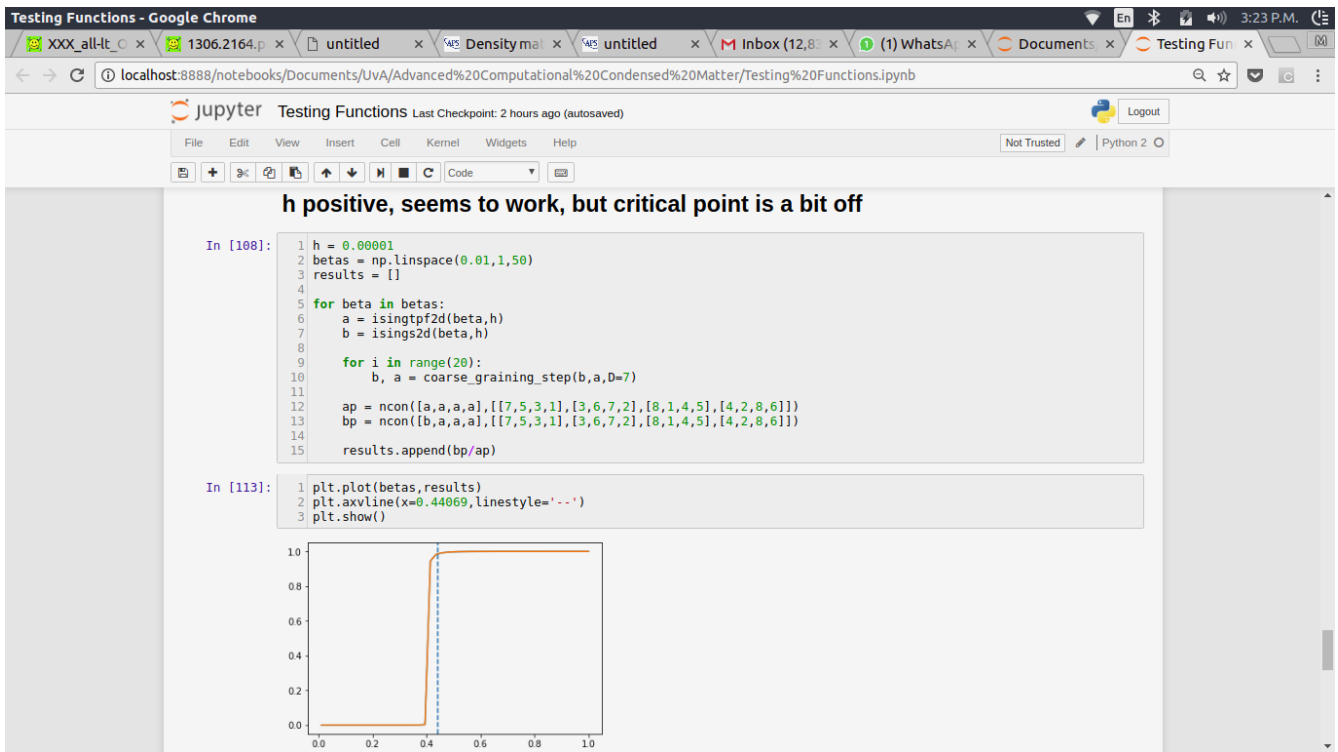 Testing Functions - Google Chrome
En 3:23 P.M.
XXX_all-lt_O × 1306.2164.p × untitled × Density mat × untitled × Inbox (12,83 × (1) WhatsAp × Documents/ × Testing Fun ×
localhost:8888/notebooks/Documents/UvA/Advanced%20Computational%20Condensed%20Matter/Testing%20Functions.ipynb
jupyter Testing Functions Last Checkpoint: 2 hours ago (autosaved) Logout
File Edit View Insert Cell Kernel Widgets Help Not Trusted Python 2
Code
h positive, seems to work, but critical point is a bit off
In [108]:
1 h = 0.00001
2 betas = np.linspace(0.01,1,50)
3 results = []
4
5 for beta in betas:
6     a = isingtpf2d(beta,h)
7     b = isings2d(beta,h)
8
9     for i in range(20):
10         b, a = coarse_graining_step(b,a,D=7)
11
12     ap = ncon([a,a,a,a],[[7,5,3,1],[3,6,7,2],[8,1,4,5],[4,2,8,6]])
13     bp = ncon([b,a,a,a],[[7,5,3,1],[3,6,7,2],[8,1,4,5],[4,2,8,6]])
14
15     results.append(bp/ap)
In [113]:
1 plt.plot(betas,results)
2 plt.axvline(x=0.44069,linestyle='--')
3 plt.show()
1.0
0.8
0.6
0.4
0.2
0.0
0.0 0.2 0.4 0.6 0.8 1.0